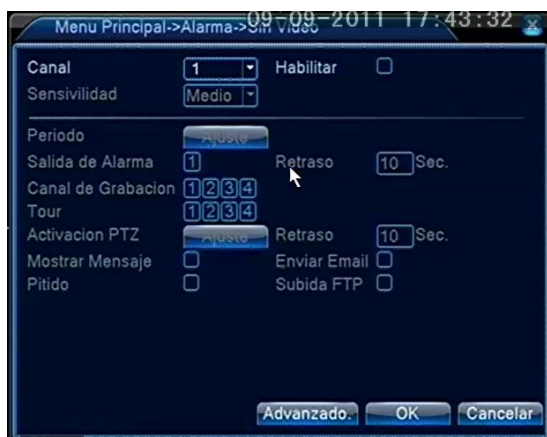 09-09-2011 17:43:32
Menu Principal->Alarma->Sin Video
Canal 1 Habilitar
Sensivilidad Medio
Periodo Ajuste
Salida de Alarma 1 Retraso 10 Sec.
Canal de Grabacion 1 2 3 4
Tour 1 2 3 4
Activacion PTZ Ajuste Retraso 10 Sec.
Mostrar Mensaje Enviar Email
Pitido Subida FTP
Advanzado. OK Cancelar